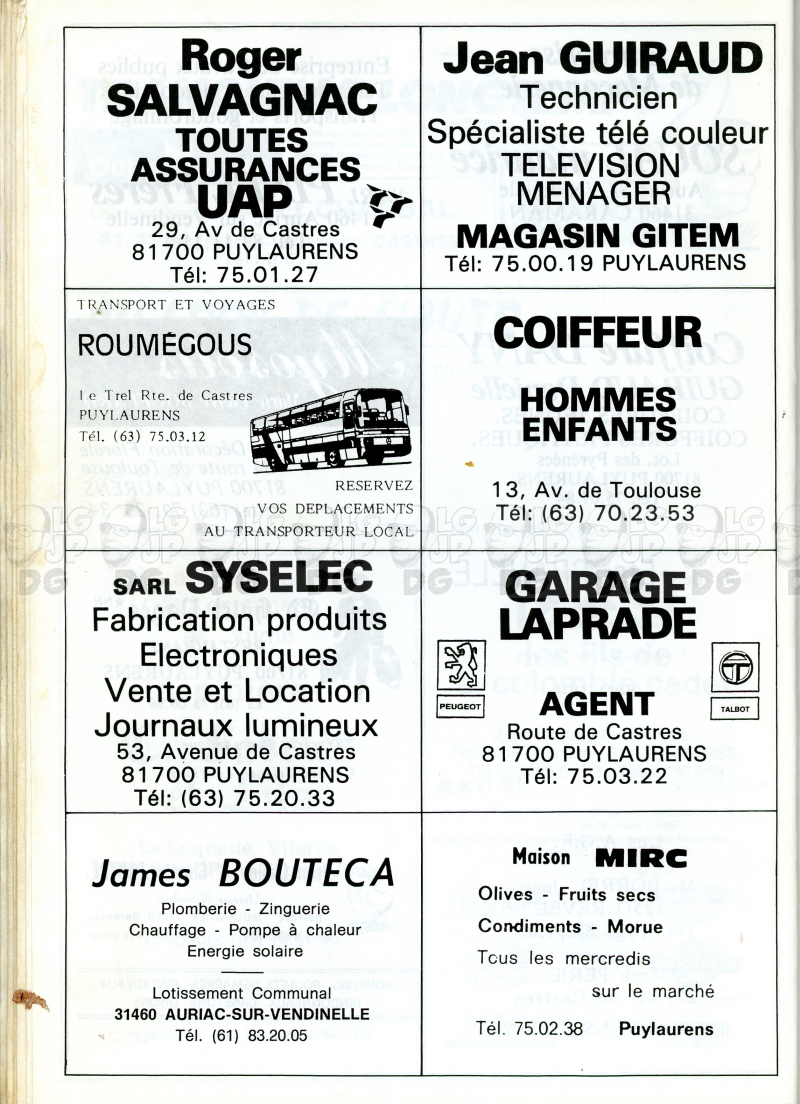 Roger
SALVAGNAC
TOUTES
ASSURANCES
UAP
29, Av de Castres
81700 PUYLAURENS
Tél: 75.01.27
Jean GUIRAUD
Technicien
Spécialiste télé couleur
TELEVISION
MENAGER
MAGASIN GITEM
Tél: 75.00.19 PUYLAURENS
TRANSPORT ET VOYAGES
ROUMÉGOUS
Le Trel Rte. de Castres
PUYLAURENS
Tél. (63) 75.03.12
RESERVEZ
VOS DEPLACEMENTS
AU TRANSPORTEUR LOCAL
COIFFEUR
HOMMES
ENFANTS
13, Av. de Toulouse
Tél: (63) 70.23.53
SARL SYSELEC
Fabrication produits
Electroniques
Vente et Location
Journaux lumineux
53, Avenue de Castres
81700 PUYLAURENS
Tél: (63) 75.20.33
GARAGE
LAPRADE
PEUGEOT
TALBOT
AGENT
Route de Castres
81700 PUYLAURENS
Tél: 75.03.22
James BOUTECA
Plomberie - Zinguerie
Chauffage - Pompe à chaleur
Energie solaire
Lotissement Communal
31460 AURIAC-SUR-VENDINELLE
Tél. (61) 83.20.05
Maison MIRC
Olives - Fruits secs
Condiments - Morue
Tous les mercredis
sur le marché
Tél. 75.02.38 Puylaurens